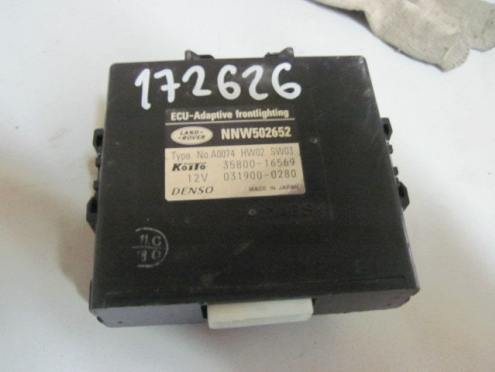 172626
ECU-Adaptive frontlighting
LAND-ROVER NNW502652
Type No.A0074 HW02 SW03
KOITO 35800-16569
12V 031900-0280
DENSO MADE IN JAPAN